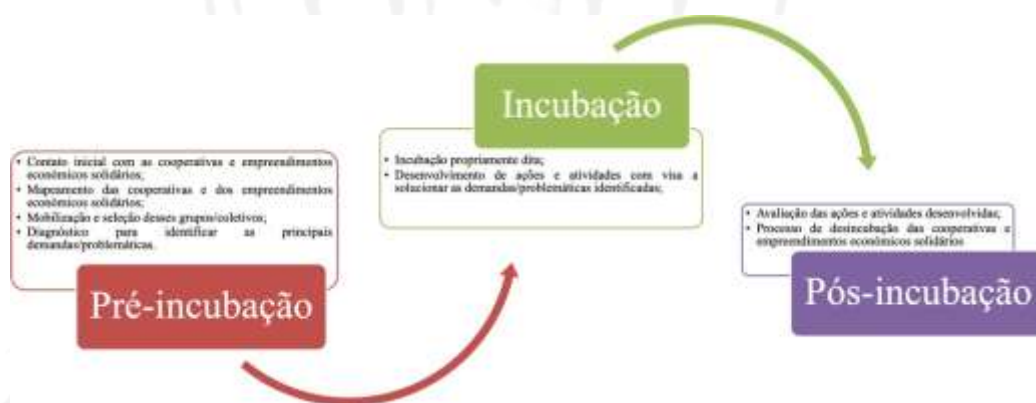 • Contato inicial com as cooperativas e empreendimentos
econômicos solidários;
• Mapeamento das cooperativas e dos empreendimentos
econômicos solidários;
• Mobilização e seleção desses grupos/coletivos;
• Diagnóstico para identificar as principais
demandas/problemáticas.
Pré-incubação
Incubação
• Incubação propriamente dita;
• Desenvolvimento de ações e atividades com visa a
solucionar as demandas/problemáticas identificadas;
• Avaliação das ações e atividades desenvolvidas;
• Processo de desincubação das cooperativas e
empreendimentos econômicos solidários
Pós-incubação